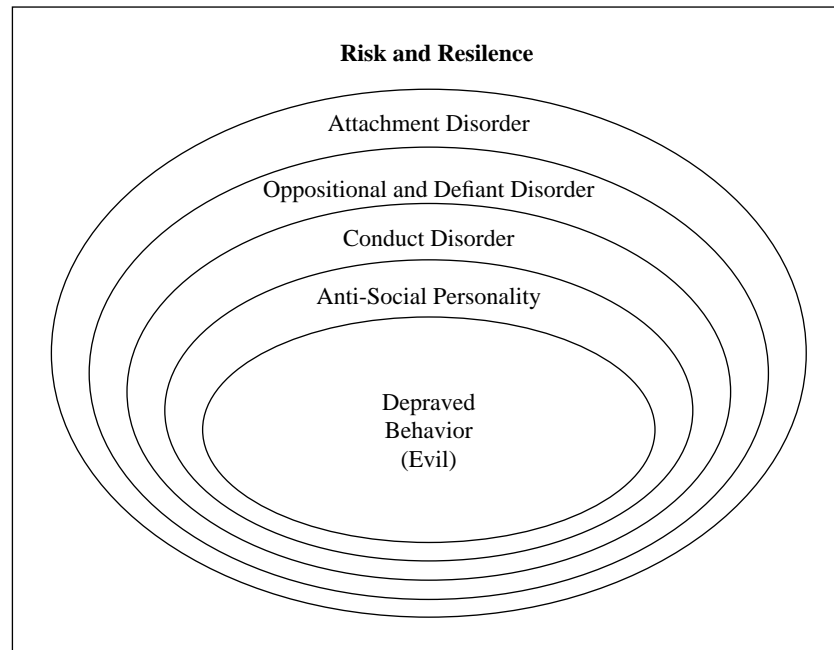 Risk and Resilence
Attachment Disorder
Oppositional and Defiant Disorder
Conduct Disorder
Anti-Social Personality
Depraved
Behavior
(Evil)